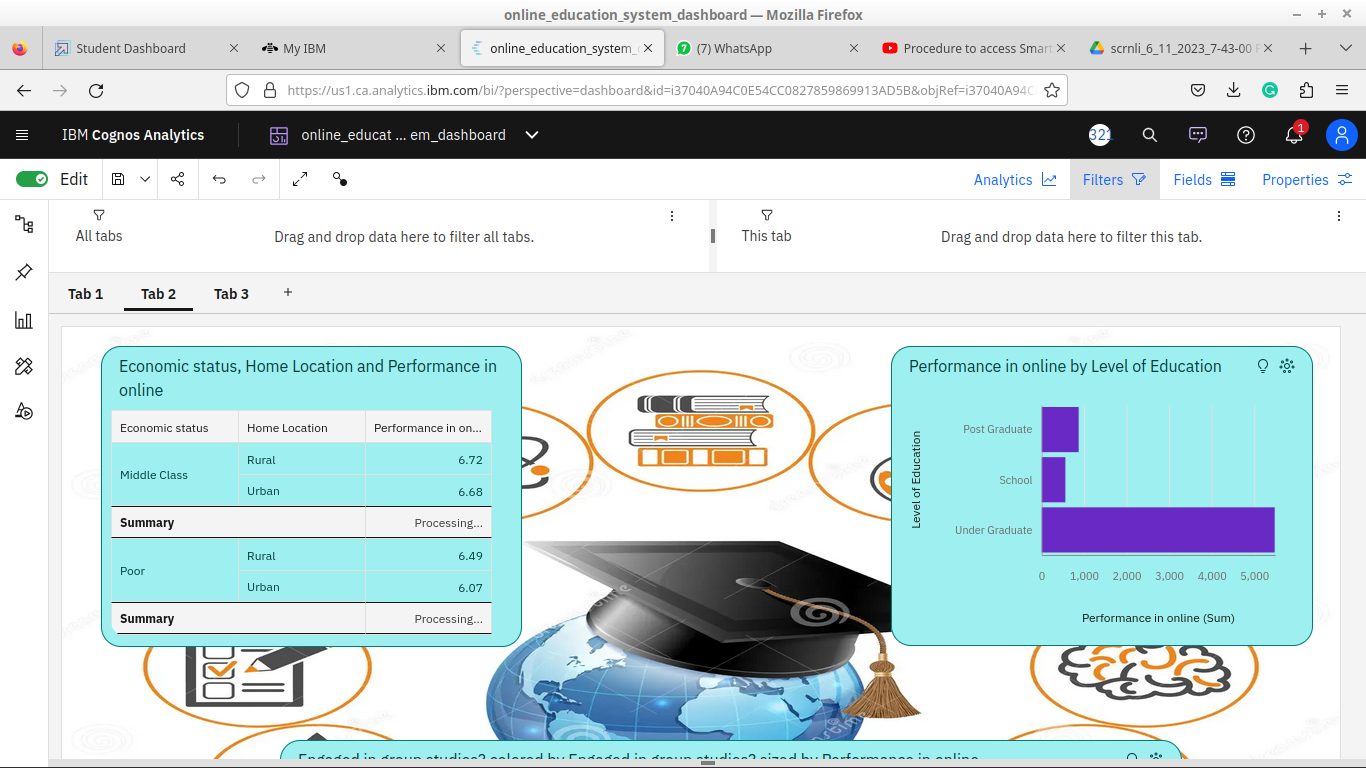 online_education_system_dashboard — Mozilla Firefox
Student Dashboard
My IBM
online_education_system_
(7) WhatsApp
Procedure to access Smar
scrnli_6_11_2023_7-43-00
https://us1.ca.analytics.ibm.com/bi/?perspective=dashboard&id=i37040A94C0E54CC0827859869913AD5B&objRef=i37040A94C
IBM Cognos Analytics
online_educat ... em_dashboard
321
1
Edit
Analytics
Filters
Fields
Properties
All tabs
Drag and drop data here to filter all tabs.
This tab
Drag and drop data here to filter this tab.
Tab 1
Tab 2
Tab 3
+
Economic status, Home Location and Performance in
online
Economic status Home Location Performance in on...
Middle Class
Rural 6.72
Urban 6.68
Summary Processing...
Poor
Rural 6.49
Urban 6.07
Summary Processing...
Performance in online by Level of Education
Level of Education
Post Graduate
School
Under Graduate
0 1,000 2,000 3,000 4,000 5,000
Performance in online (Sum)
Engaged in group studies? colored by Engaged in group studies? sized by Performance in online